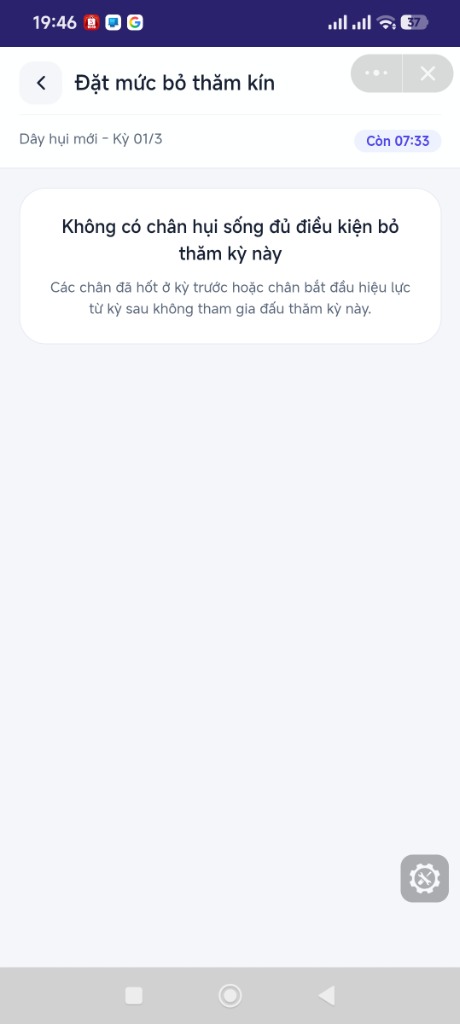 19:46
37
Đặt mức bỏ thăm kín
Dây hụi mới - Kỳ 01/3
Còn 07:33
Không có chân hụi sống đủ điều kiện bỏ
thăm kỳ này
Các chân đã hốt ở kỳ trước hoặc chân bắt đầu hiệu lực
từ kỳ sau không tham gia đấu thăm kỳ này.